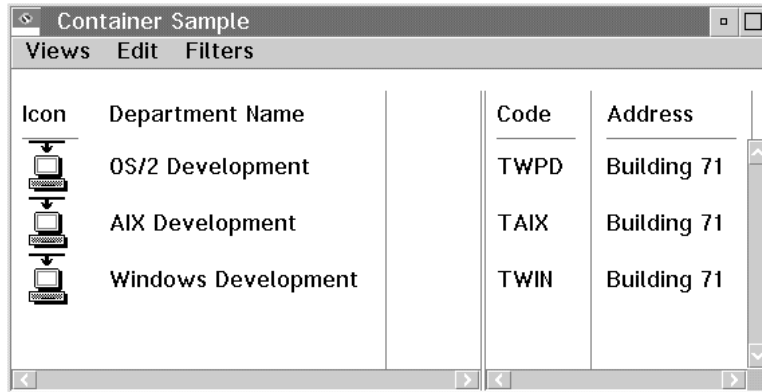 Container Sample
Views Edit Filters
Icon Department Name Code Address
OS/2 Development TWPD Building 71
AIX Development TAIX Building 71
Windows Development TWIN Building 71